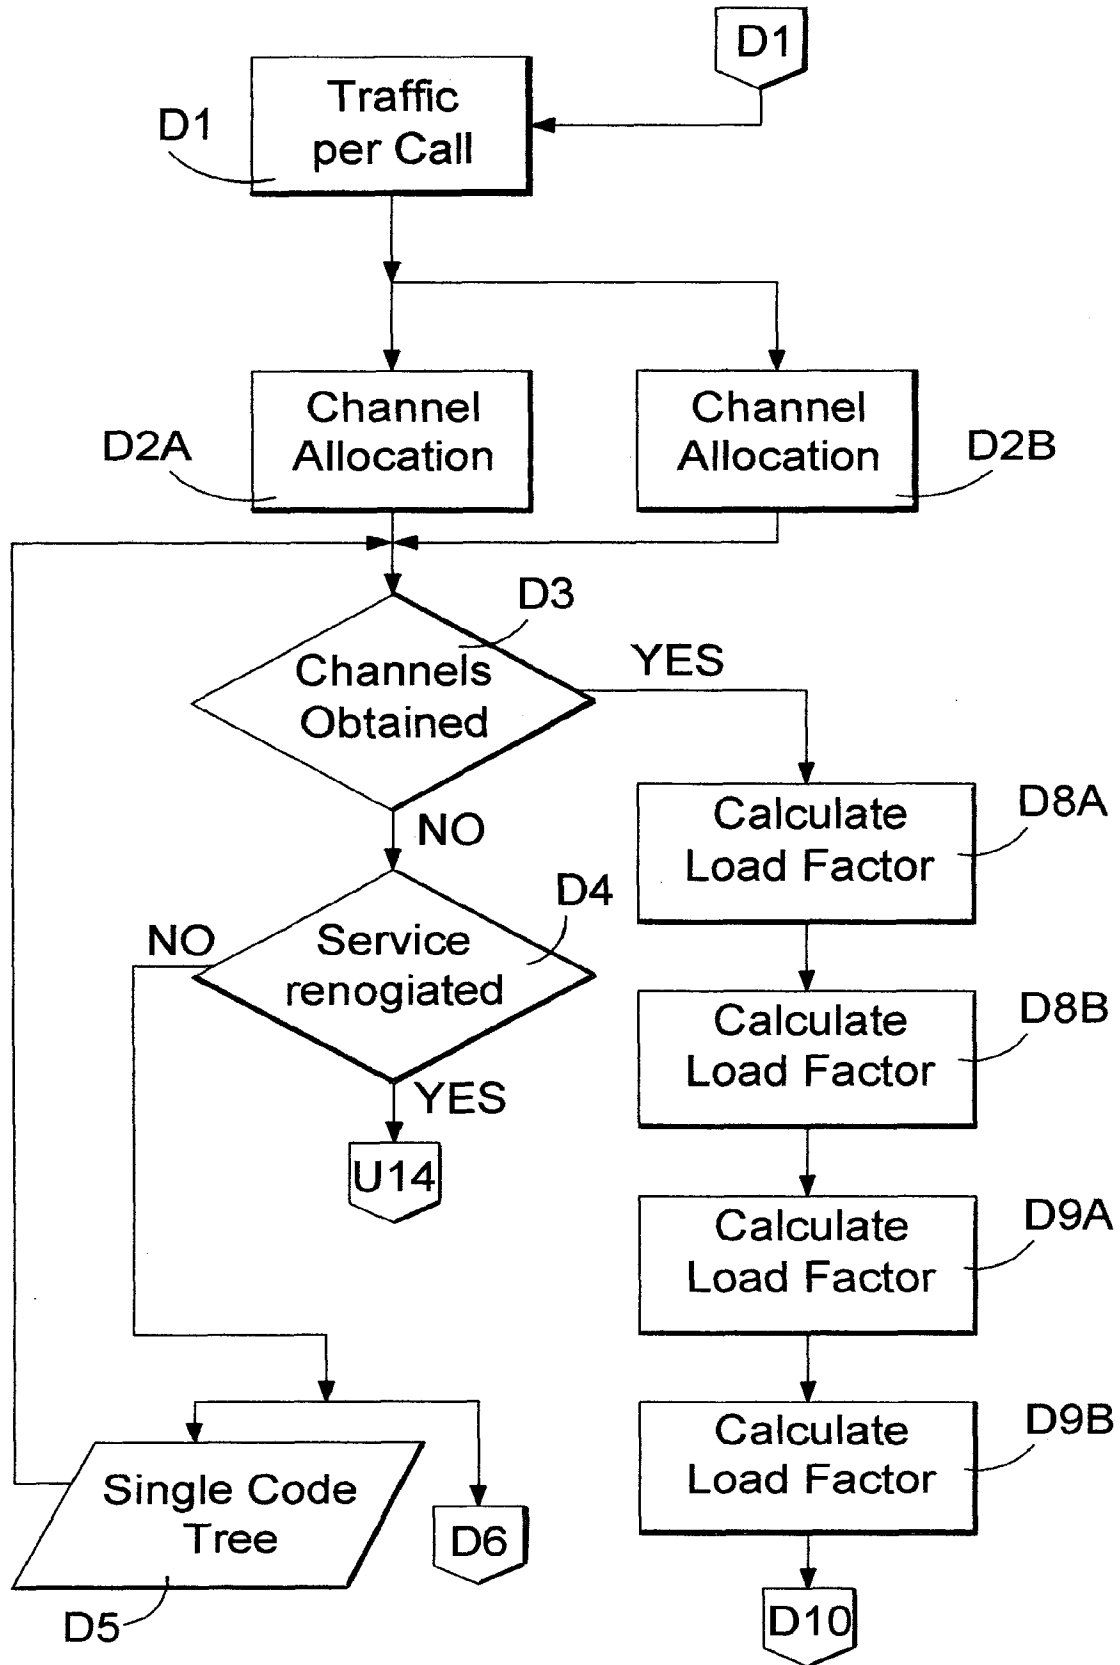 D1
Traffic
per Call
D1
Channel
Allocation
D2A
Channel
Allocation
D2B
D3
Channels
Obtained
YES
NO
Calculate
Load Factor
D8A
D4
Service
renogiated
NO
YES
U14
Calculate
Load Factor
D8B
Calculate
Load Factor
D9A
Calculate
Load Factor
D9B
Single Code
Tree
D5
D6
D10